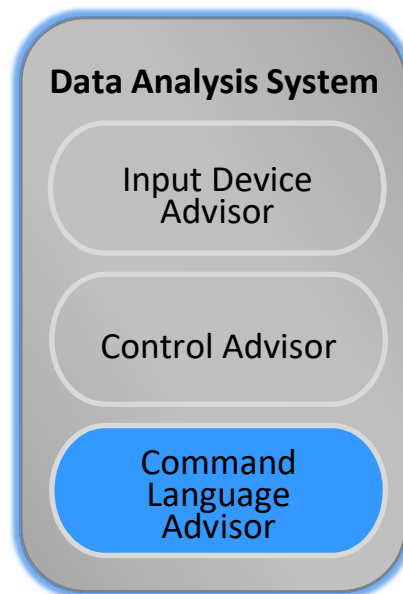 Data Analysis System
Input Device
Advisor
Control Advisor
Command
Language
Advisor